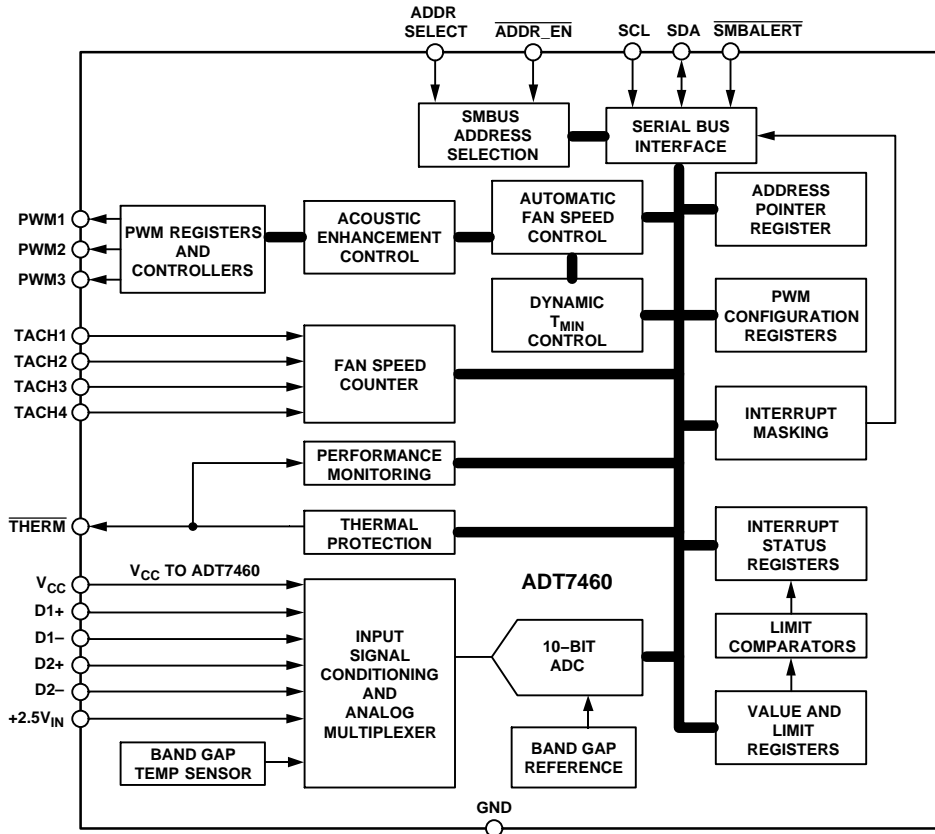 ADDR
SELECT
ADDR_EN
SCL
SDA
SMBALERT
SMBUS
ADDRESS
SELECTION
SERIAL BUS
INTERFACE
PWM1
PWM2
PWM3
PWM REGISTERS
AND
CONTROLLERS
ACOUSTIC
ENHANCEMENT
CONTROL
AUTOMATIC
FAN SPEED
CONTROL
ADDRESS
POINTER
REGISTER
DYNAMIC
TMIN
CONTROL
PWM
CONFIGURATION
REGISTERS
TACH1
TACH2
TACH3
TACH4
FAN SPEED
COUNTER
INTERRUPT
MASKING
PERFORMANCE
MONITORING
THERM
THERMAL
PROTECTION
INTERRUPT
STATUS
REGISTERS
VCC
VCC TO ADT7460
D1+
D1–
D2+
D2–
+2.5VIN
INPUT
SIGNAL
CONDITIONING
AND
ANALOG
MULTIPLEXER
ADT7460
10–BIT
ADC
LIMIT
COMPARATORS
VALUE AND
LIMIT
REGISTERS
BAND GAP
TEMP SENSOR
BAND GAP
REFERENCE
GND